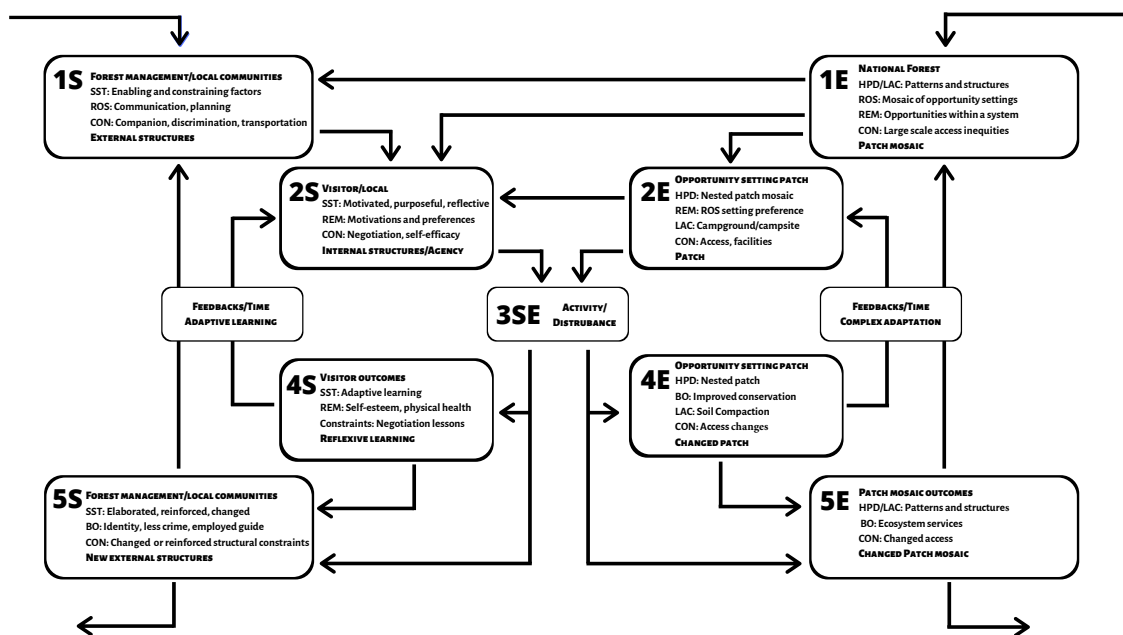 1S
FOREST MANAGEMENT/LOCAL COMMUNITIES
SST: Enabling and constraining factors
ROS: Communication, planning
CON: Companion, discrimination, transportation
EXTERNAL STRUCTURES
1E
NATIONAL FOREST
HPD/LAC: Patterns and structures
ROS: Mosaic of opportunity settings
REM: Opportunities within a system
CON: Large scale access inequities
PATCH MOSAIC
2S
VISITOR/LOCAL
SST: Motivated, purposeful, reflective
REM: Motivations and preferences
CON: Negotiation, self-efficacy
INTERNAL STRUCTURES/AGENCY
2E
OPPORTUNITY SETTING PATCH
HPD: Nested patch mosaic
REM: ROS setting preference
LAC: Campground/campsite
CON: Access, facilities
PATCH
FEEDBACKS/TIME
ADAPTIVE LEARNING
3SE
ACTIVITY/
DISTRUBANCE
FEEDBACKS/TIME
COMPLEX ADAPTATION
4S
VISITOR OUTCOMES
SST: Adaptive learning
REM: Self-esteem, physical health
Constraints: Negotiation lessons
REFLEXIVE LEARNING
4E
OPPORTUNITY SETTING PATCH
HPD: Nested patch
BO: Improved conservation
LAC: Soil Compaction
CON: Access changes
CHANGED PATCH
5S
FOREST MANAGEMENT/LOCAL COMMUNITIES
SST: Elaborated, reinforced, changed
BO: Identity, less crime, employed guide
CON: Changed or reinforced structural constraints
NEW EXTERNAL STRUCTURES
5E
PATCH MOSAIC OUTCOMES
HPD/LAC: Patterns and structures
BO: Ecosystem services
CON: Changed access
CHANGED PATCH MOSAIC